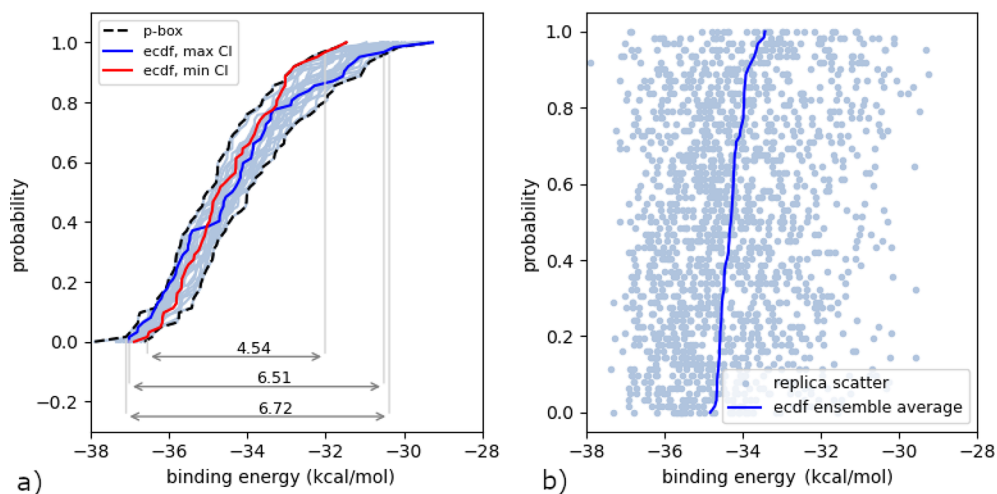 p-box
ecdf, max CI
ecdf, min CI
1.0
0.8
0.6
0.4
0.2
0.0
−0.2
probability
4.54
6.51
6.72
−38 −36 −34 −32 −30 −28
binding energy (kcal/mol)
a)
1.0
0.8
0.6
0.4
0.2
0.0
probability
replica scatter
ecdf ensemble average
−38 −36 −34 −32 −30 −28
binding energy (kcal/mol)
b)